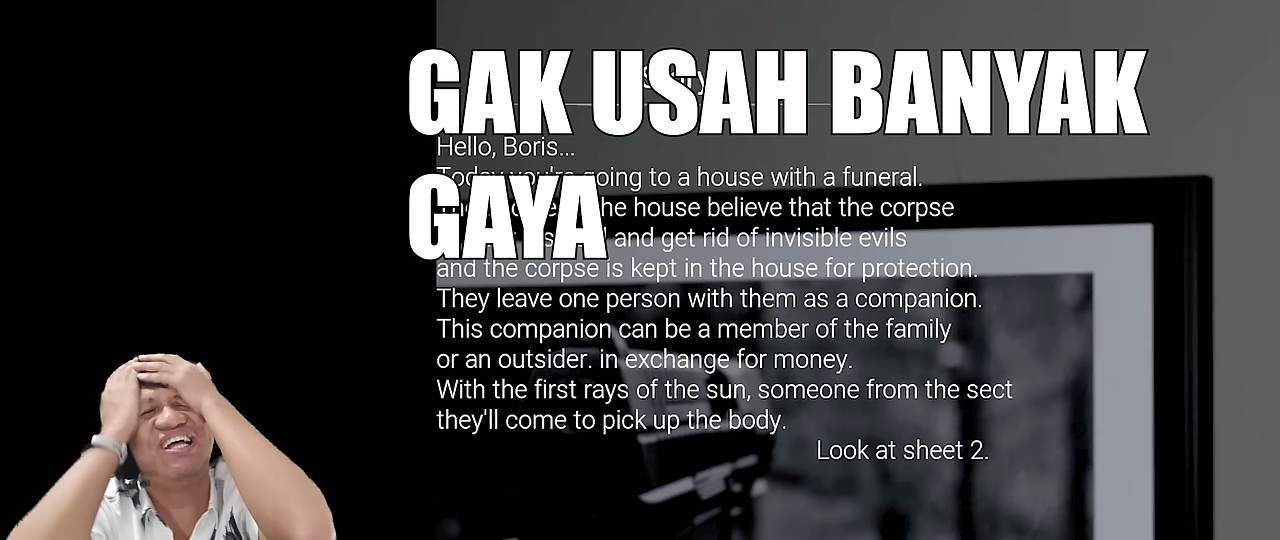 GAK USAH BANYAK
GAYA
Hello, Boris...
Today you're going to a house with a funeral.
he house believe that the corpse
and get rid of invisible evils
and the corpse is kept in the house for protection.
They leave one person with them as a companion.
This companion can be a member of the family
or an outsider. in exchange for money.
With the first rays of the sun, someone from the sect
they'll come to pick up the body.
Look at sheet 2.